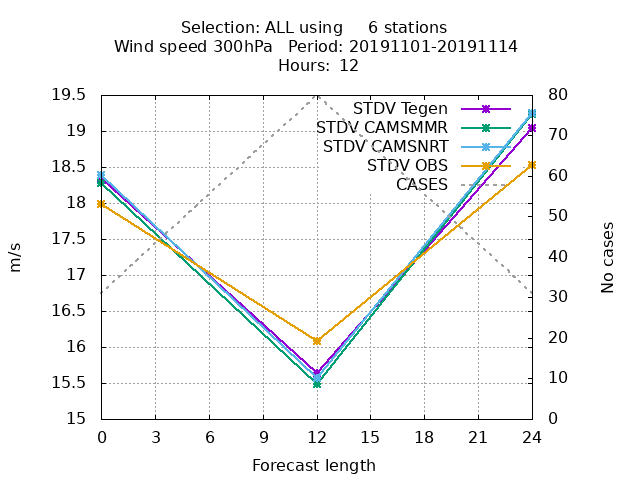 Selection: ALL using     6 stations
Wind speed 300hPa   Period: 20191101-20191114
Hours:  12
19.5
19
18.5
18
17.5
17
16.5
16
15.5
15
80
70
60
50
40
30
20
10
0
STDV Tegen
STDV CAMSMMR
STDV CAMSNRT
STDV OBS
CASES
m/s
No cases
0 3 6 9 12 15 18 21 24
Forecast length